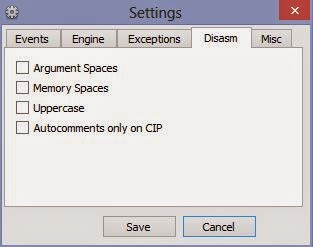 Settings
Events Engine Exceptions Disasm Misc
Argument Spaces
Memory Spaces
Uppercase
Autocomments only on CIP
Save Cancel